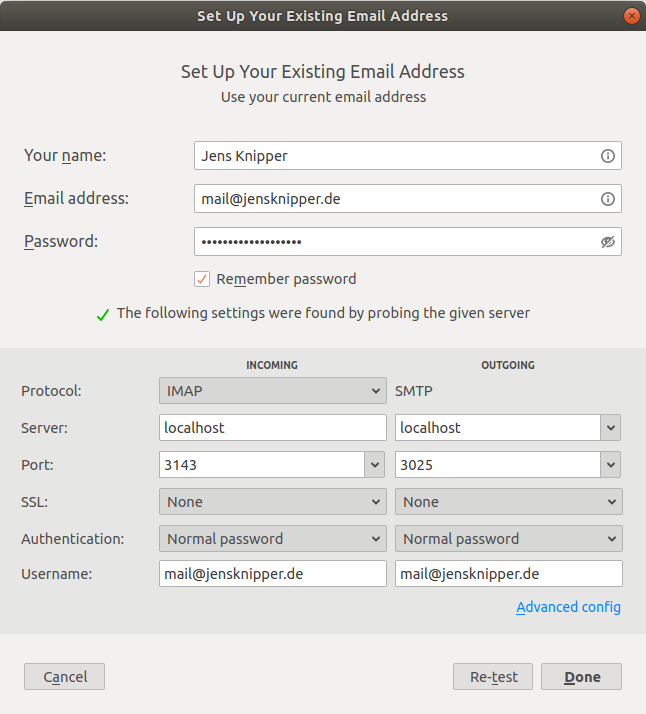 Set Up Your Existing Email Address
Set Up Your Existing Email Address
Use your current email address
Your name: Jens Knipper
Email address: mail@jensknipper.de
Password: •••••••••••••••••••
Remember password
The following settings were found by probing the given server
INCOMING OUTGOING
Protocol: IMAP SMTP
Server: localhost localhost
Port: 3143 3025
SSL: None None
Authentication: Normal password Normal password
Username: mail@jensknipper.de mail@jensknipper.de
Advanced config
Cancel Re-test Done